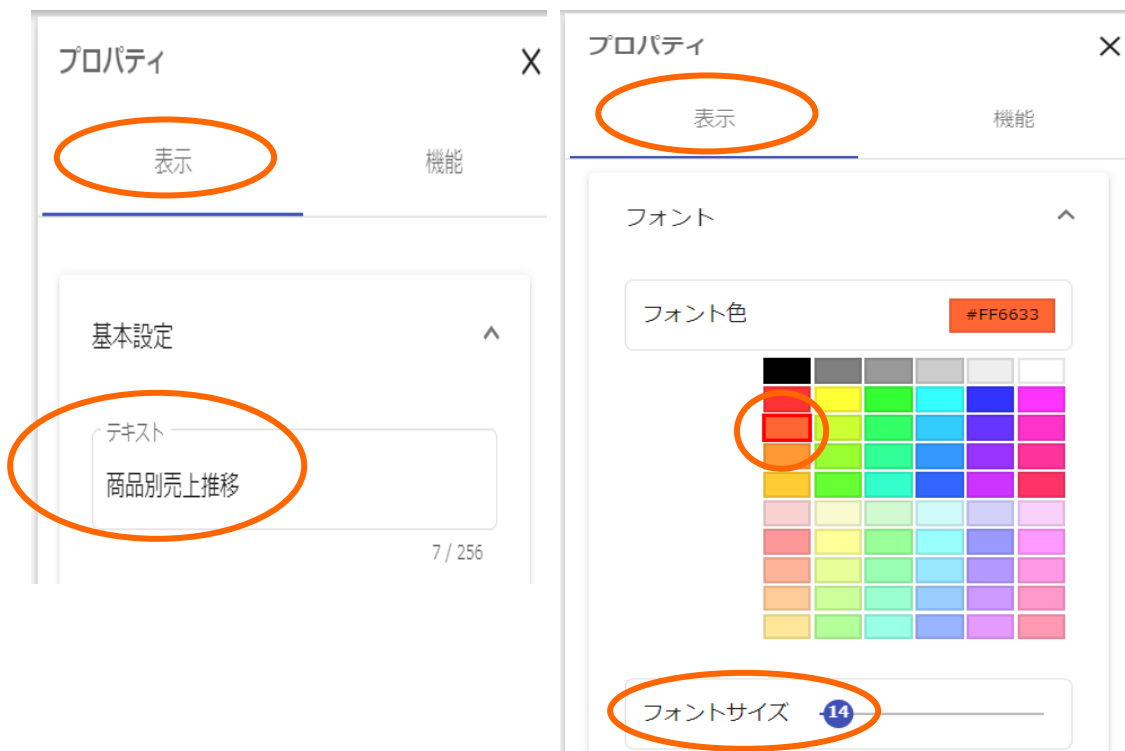 プロパティ X
表示 機能
基本設定
テキスト
商品別売上推移
7 / 256
プロパティ ×
表示 機能
フォント
フォント色 #FF6633
フォントサイズ 14